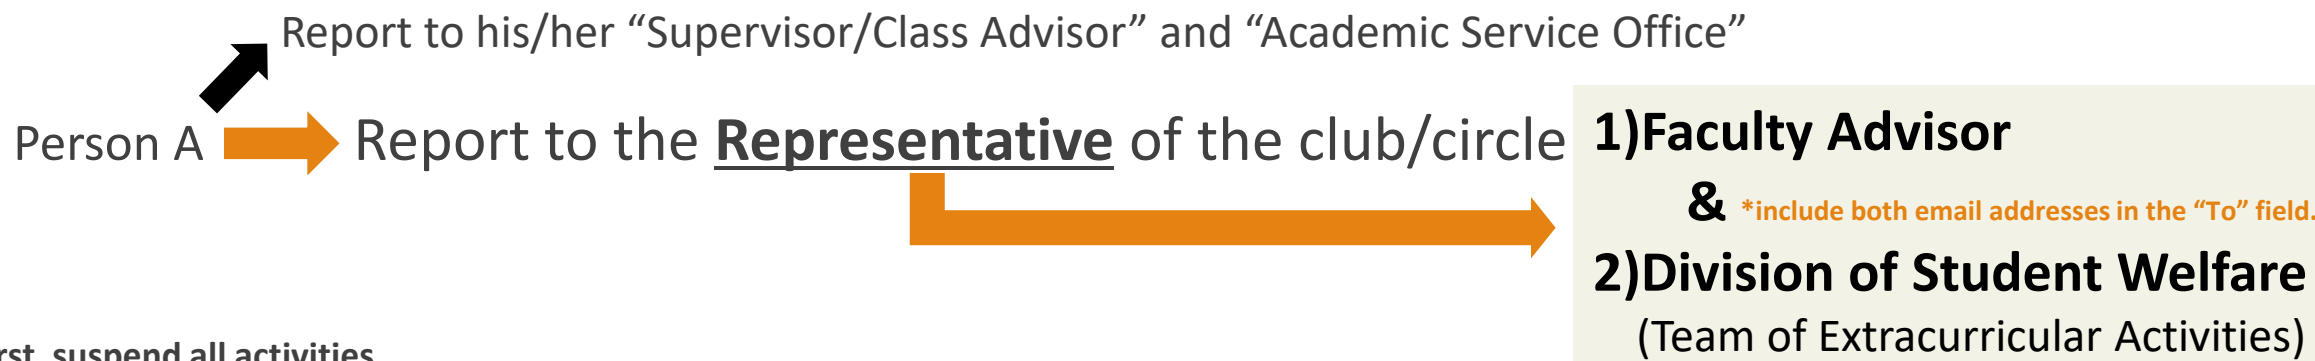 Report to his/her “Supervisor/Class Advisor” and “Academic Service Office”
Person A
Report to the Representative of the club/circle
1)Faculty Advisor
& *include both email addresses in the “To” field.
2)Division of Student Welfare
(Team of Extracurricular Activities)
suspend all activities